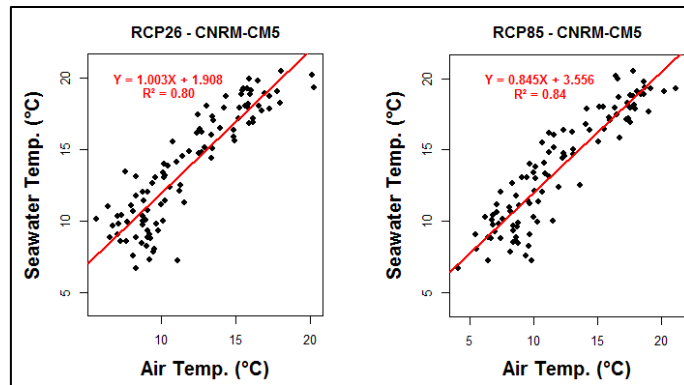 RCP26 - CNRM-CM5
Y = 1.003X + 1.908
R² = 0.80
Seawater Temp. (°C)
20
15
10
5
10
15
20
Air Temp. (°C)
RCP85 - CNRM-CM5
Y = 0.845X + 3.556
R² = 0.84
Seawater Temp. (°C)
20
15
10
5
5
10
15
20
Air Temp. (°C)